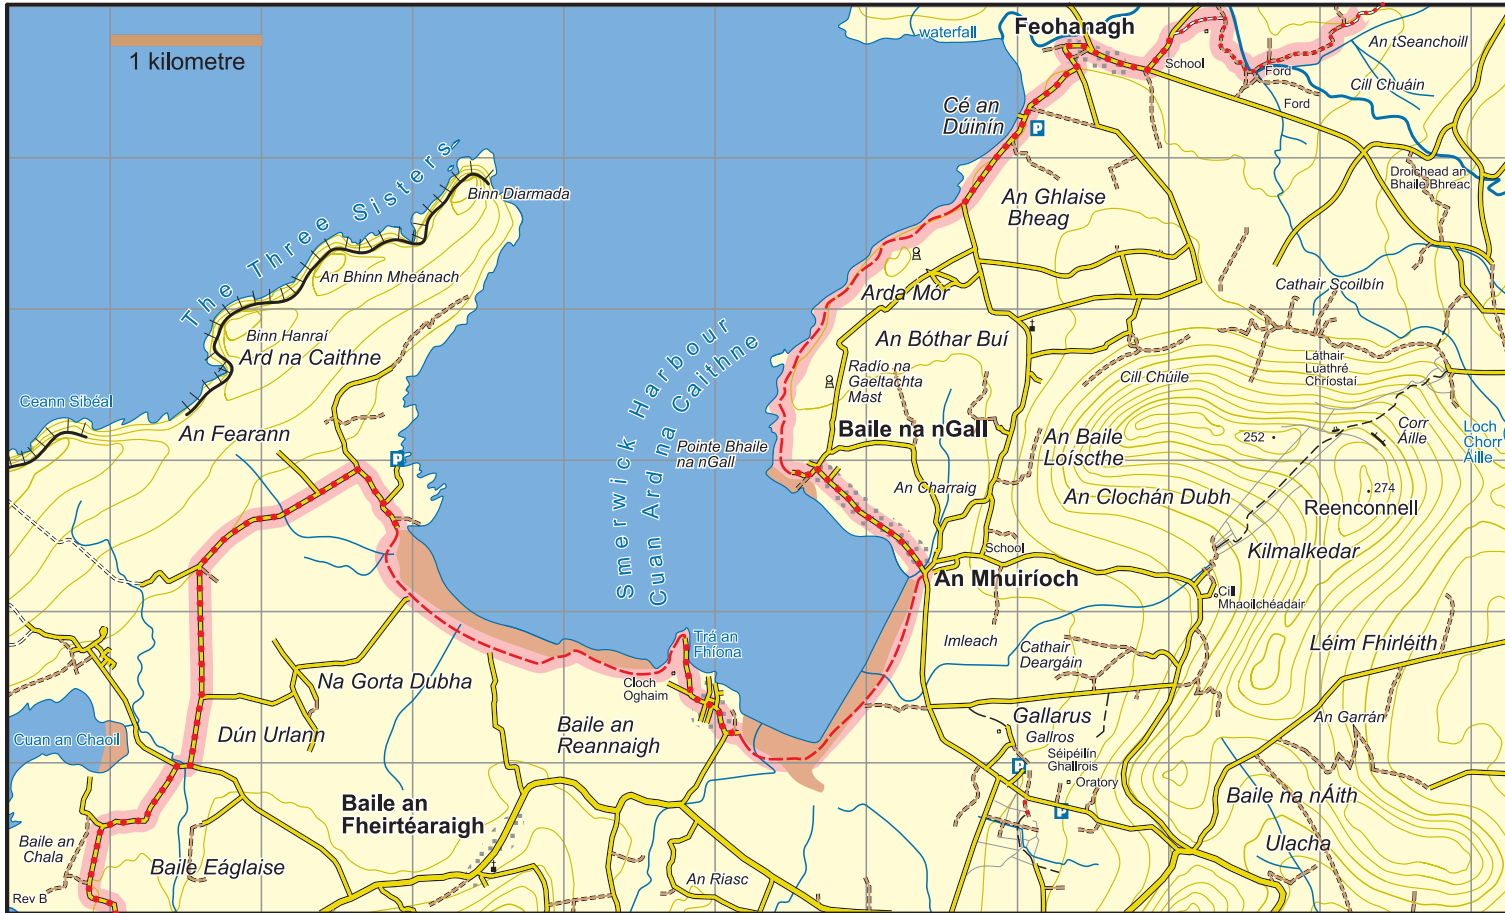 1 kilometre
waterfall
Feohanagh
School
Ford
Ford
An tSeanchoill
Cill Chuáin
Cé an
Dúinín
P
Droichead an
Bhaile Bhreac
The Three Sisters
Binn Diarmada
An Bhinn Mheánach
Binn Hanraí
Ard na Caithne
An Ghlaise
Bheag
Arda Mór
Cathair Scoilbín
An Bóthar Buí
Smerwick Harbour
Cuan Ard na Caithne
Radío na
Gaeltachta
Mast
Cill Chúile
Láthair
Luathré
Chríostaí
Ceann Sibéal
An Fearann
P
Pointe Bhaile
na nGall
Baile na nGall
An Baile
Loíscthe
252
Corr
Áille
Loch
Chorr
Áille
An Charraig
An Clochán Dubh
274
Reenconnell
School
Kilmalkedar
An Mhuiríoch
Cill
Mhaoilchéadair
Trá an
Fhíona
Imleach
Cathair
Deargáin
Léim Fhirléith
Na Gorta Dubha
Cloch
Oghaim
Cuan an Chaoil
Dún Urlann
Baile an
Reannaigh
Gallarus
Gallros
Séipéilín
Ghallrois
Oratory
P
P
An Garrán
Baile na nÁith
Baile an
Fheirtéaraigh
Baile an
Chala
Baile Eáglaise
Ulacha
An Riasc
Rev B